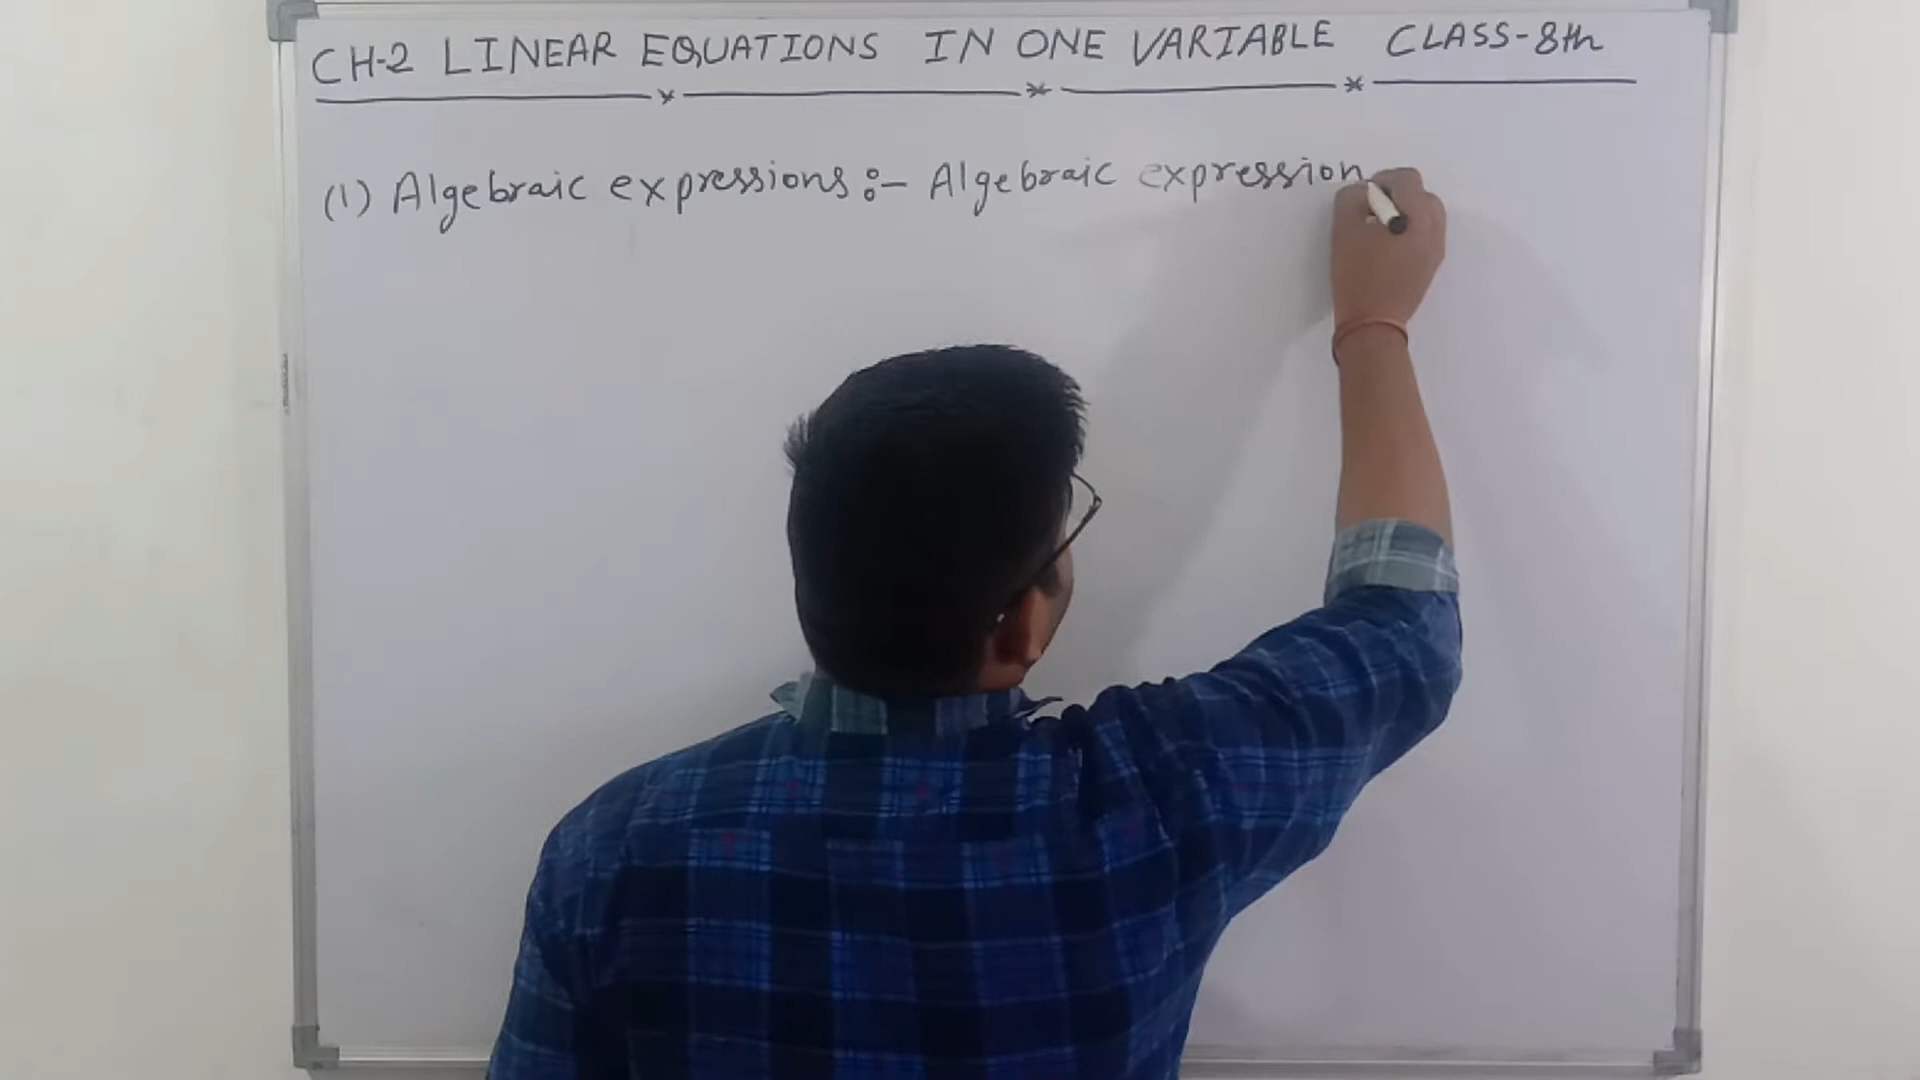 CH-2 LINEAR EQUATIONS IN ONE VARIABLE CLASS-8th
(1) Algebraic expressions :- Algebraic expression